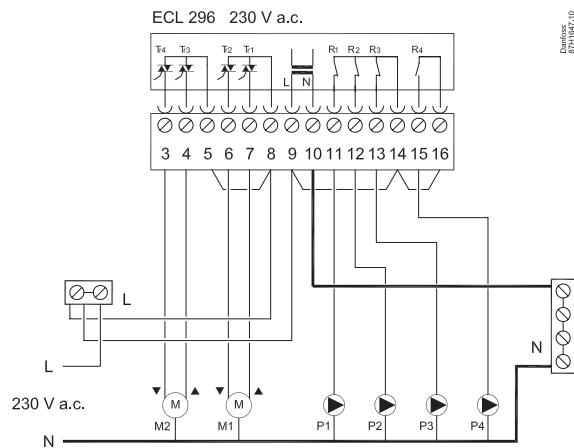 ECL 296 230 V a.c.
Danfoss
87H1647.10
Tr4 Tr3 Tr2 Tr1 R1 R2 R3 R4
L N
3 4 5 6 7 8 9 10 11 12 13 14 15 16
L
L
N
230 V a.c.
M M
M2 M1 P1 P2 P3 P4
N